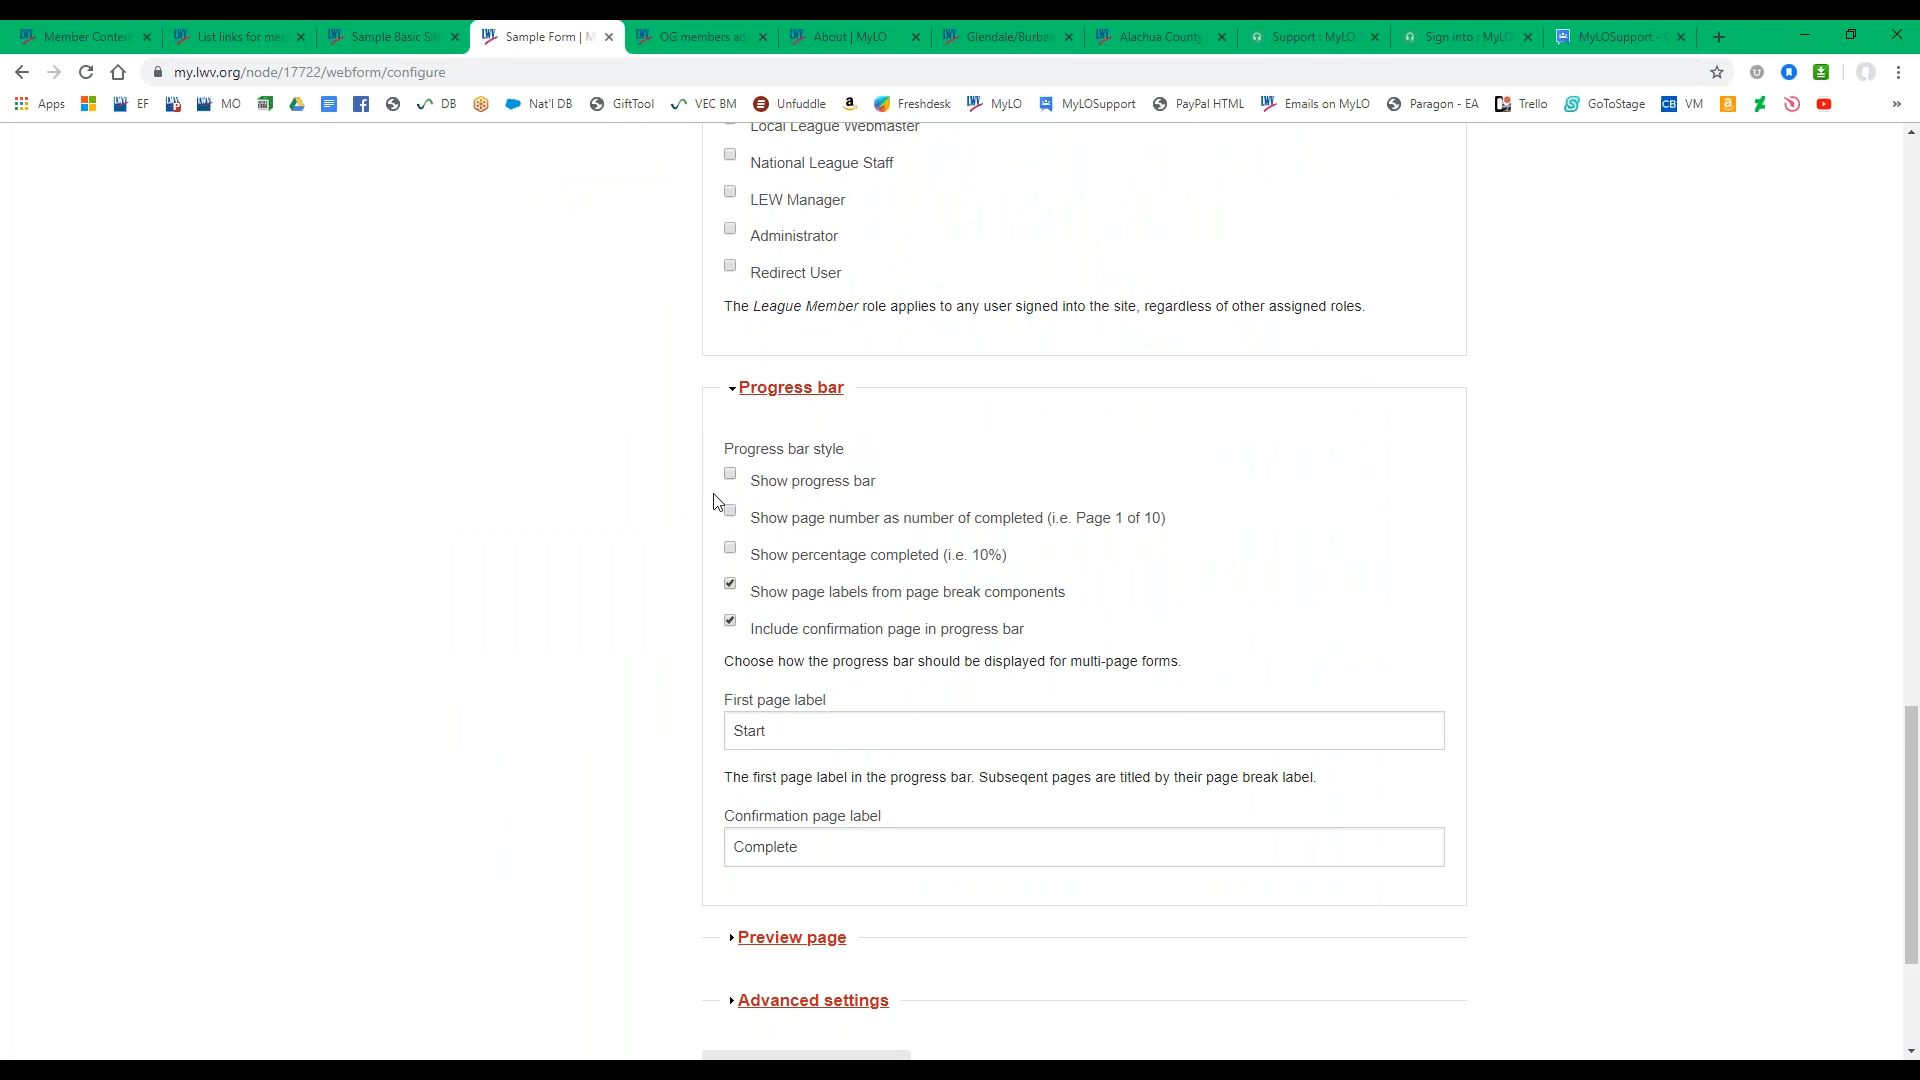 Member Conten
List links for me
Sample Basic Sit
Sample Form | M
OG members ad
About | MyLO
Glendale/Burba
Alachua County
Support : MyLO S
Sign into : MyLO
MyLOSupport -
my.lwv.org/node/17722/webform/configure
Apps
EF
MO
DB
Nat'l DB
GiftTool
VEC BM
Unfuddle
Freshdesk
MyLO
MyLOSupport
PayPal HTML
Emails on MyLO
Paragon - EA
Trello
GoToStage
CB VM
Local League Webmaster
National League Staff
LEW Manager
Administrator
Redirect User
The League Member role applies to any user signed into the site, regardless of other assigned roles.
Progress bar
Progress bar style
Show progress bar
Show page number as number of completed (i.e. Page 1 of 10)
Show percentage completed (i.e. 10%)
Show page labels from page break components
Include confirmation page in progress bar
Choose how the progress bar should be displayed for multi-page forms.
First page label
Start
The first page label in the progress bar. Subseqent pages are titled by their page break label.
Confirmation page label
Complete
Preview page
Advanced settings